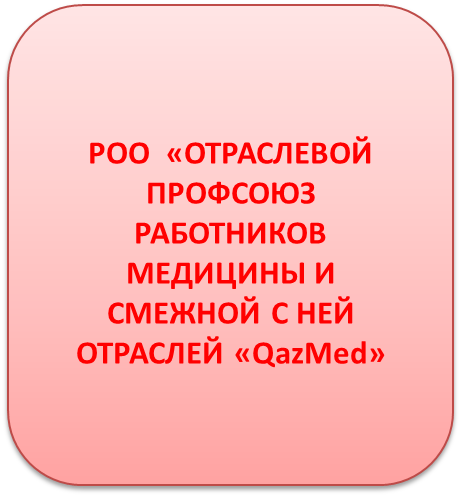 РОО «ОТРАСЛЕВОЙ
ПРОФСОЮЗ
РАБОТНИКОВ
МЕДИЦИНЫ И
СМЕЖНОЙ С НЕЙ
ОТРАСЛЕЙ «QazMed»